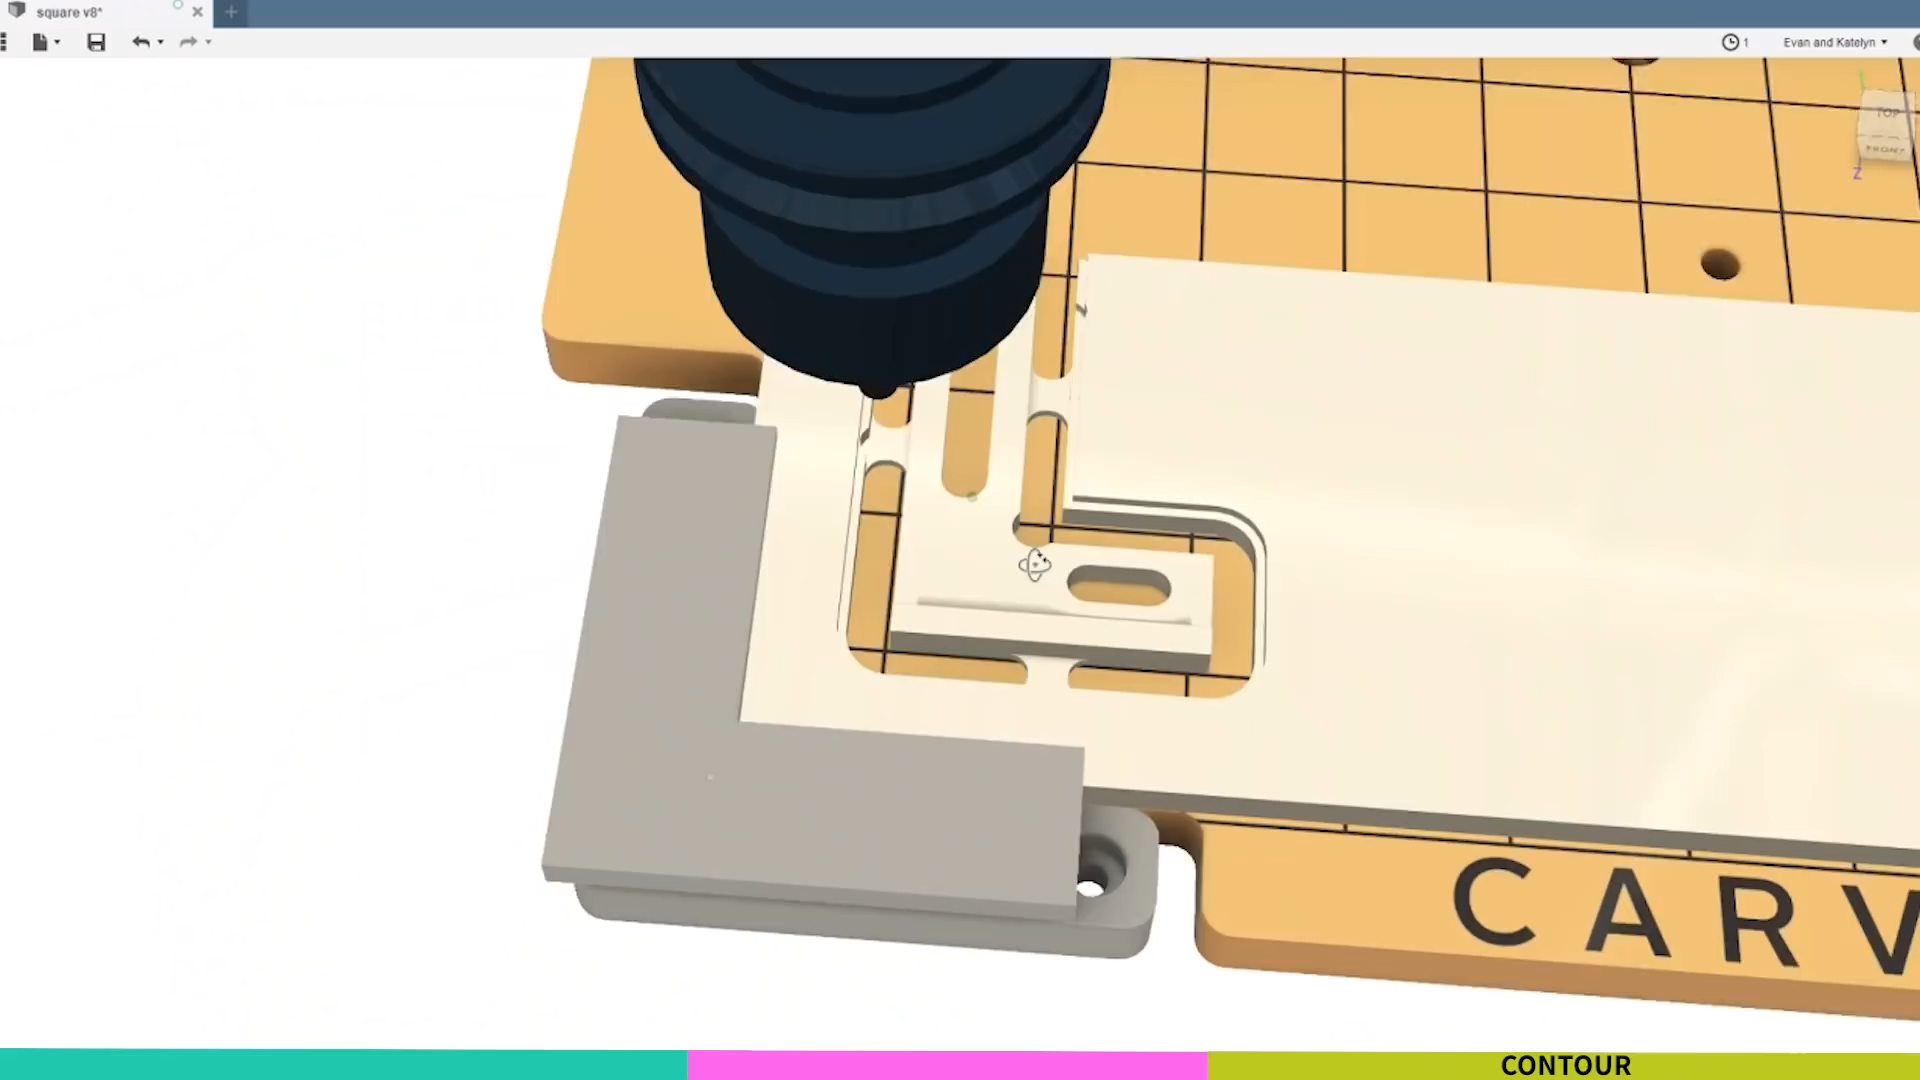 square v8*
1
Evan and Katelyn
TOP
FRONT
Z
CARV
CONTOUR